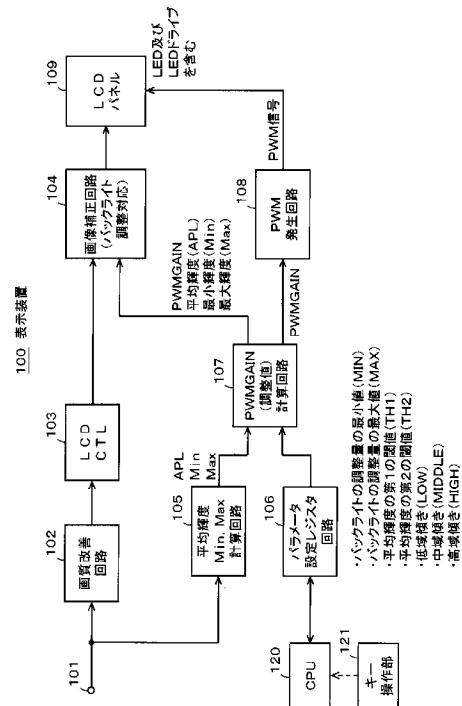 100 表示装置
101
102
画質改善
回路
103
LCD
CTL
104
画像補正回路
(バックライト
調整対応)
109
LCD
パネル
LED及び
LEDドライブ
を含む
105
平均輝度
Min, Max
計算回路
APL
Min
Max
106
パラメータ
設定レジスタ
回路
107
PWMGAIN
(調整値)
計算回路
PWMGAIN
平均輝度(APL)
最小輝度(Min)
最大輝度(Max)
PWMGAIN
108
PWM
発生回路
PWM信号
120
CPU
121
キー
操作部
・バックライトの調整量の最小値(MIN)
・バックライトの調整量の最大値(MAX)
・平均輝度の第1の閾値(TH1)
・平均輝度の第2の閾値(TH2)
・低域傾き(LOW)
・中域傾き(MIDDLE)
・高域傾き(HIGH)